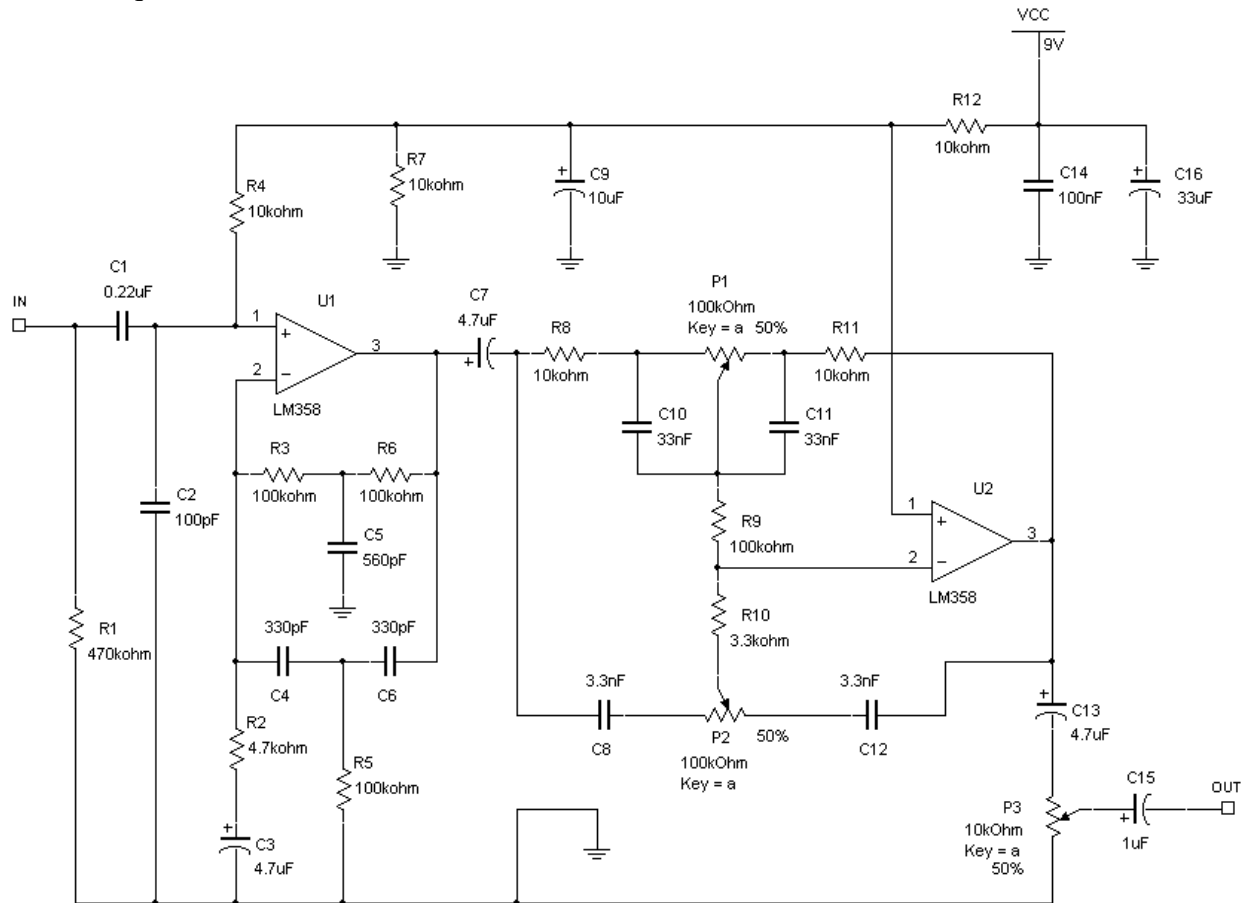 VCC
9V
R12
10kohm
R7
10kohm
C9
+
10uF
C14
100nF
+
C16
33uF
R4
10kohm
C1
0.22uF
IN
U1
1
+
2
−
3
LM358
C7
4.7uF
+
R8
10kohm
P1
100kOhm
Key = a 50%
R11
10kohm
C10
33nF
C11
33nF
R3
100kohm
R6
100kohm
C2
100pF
C5
560pF
R9
100kohm
U2
1
+
2
−
3
LM358
R1
470kohm
330pF
C4
330pF
C6
R10
3.3kohm
R2
4.7kohm
3.3nF
C8
P2
100kOhm
Key = a
50%
3.3nF
C12
+
C13
4.7uF
R5
100kohm
+
C3
4.7uF
P3
10kOhm
Key = a
50%
C15
+
1uF
OUT